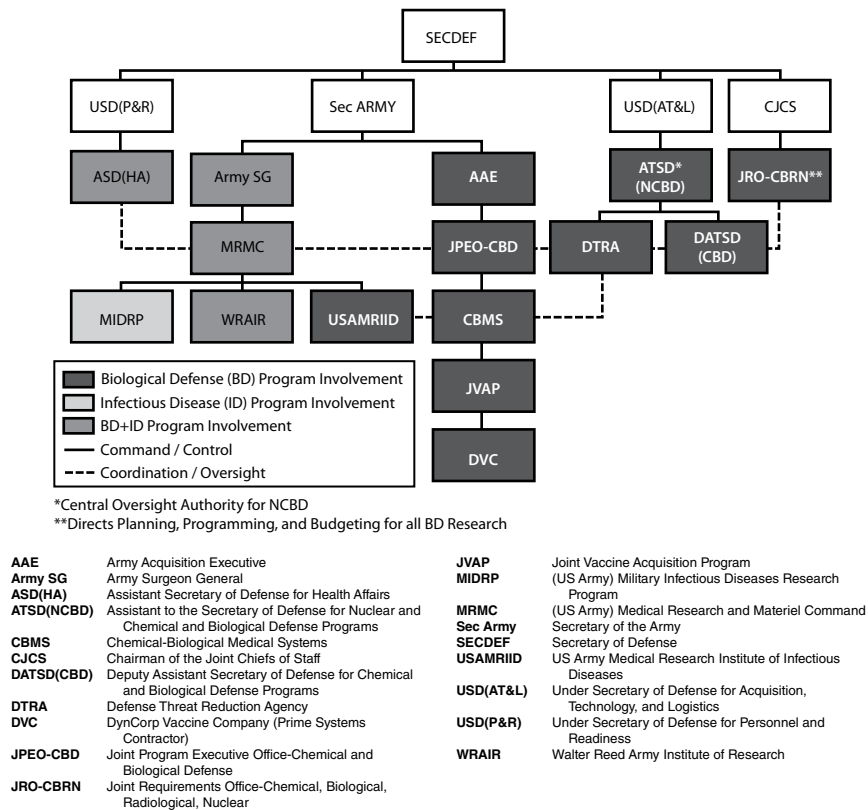 SECDEF
USD(P&R)
Sec ARMY
USD(AT&L)
CJCS
ASD(HA)
Army SG
AAE
ATSD*
(NCBD)
JRO-CBRN**
MRMC
JPEO-CBD
DTRA
DATSD
(CBD)
MIDRP
WRAIR
USAMRIID
CBMS
JVAP
DVC
Biological Defense (BD) Program Involvement
Infectious Disease (ID) Program Involvement
BD+ID Program Involvement
Command / Control
Coordination / Oversight
*Central Oversight Authority for NCBD
**Directs Planning, Programming, and Budgeting for all BD Research
AAE Army Acquisition Executive
Army SG Army Surgeon General
ASD(HA) Assistant Secretary of Defense for Health Affairs
ATSD(NCBD) Assistant to the Secretary of Defense for Nuclear and
Chemical and Biological Defense Programs
CBMS Chemical-Biological Medical Systems
CJCS Chairman of the Joint Chiefs of Staff
DATSD(CBD) Deputy Assistant Secretary of Defense for Chemical
and Biological Defense Programs
DTRA Defense Threat Reduction Agency
DVC DynCorp Vaccine Company (Prime Systems
Contractor)
JPEO-CBD Joint Program Executive Office-Chemical and
Biological Defense
JRO-CBRN Joint Requirements Office-Chemical, Biological,
Radiological, Nuclear
JVAP Joint Vaccine Acquisition Program
MIDRP (US Army) Military Infectious Diseases Research
Program
MRMC (US Army) Medical Research and Materiel Command
Sec Army Secretary of the Army
SECDEF Secretary of Defense
USAMRIID US Army Medical Research Institute of Infectious
Diseases
USD(AT&L) Under Secretary of Defense for Acquisition,
Technology, and Logistics
USD(P&R) Under Secretary of Defense for Personnel and
Readiness
WRAIR Walter Reed Army Institute of Research